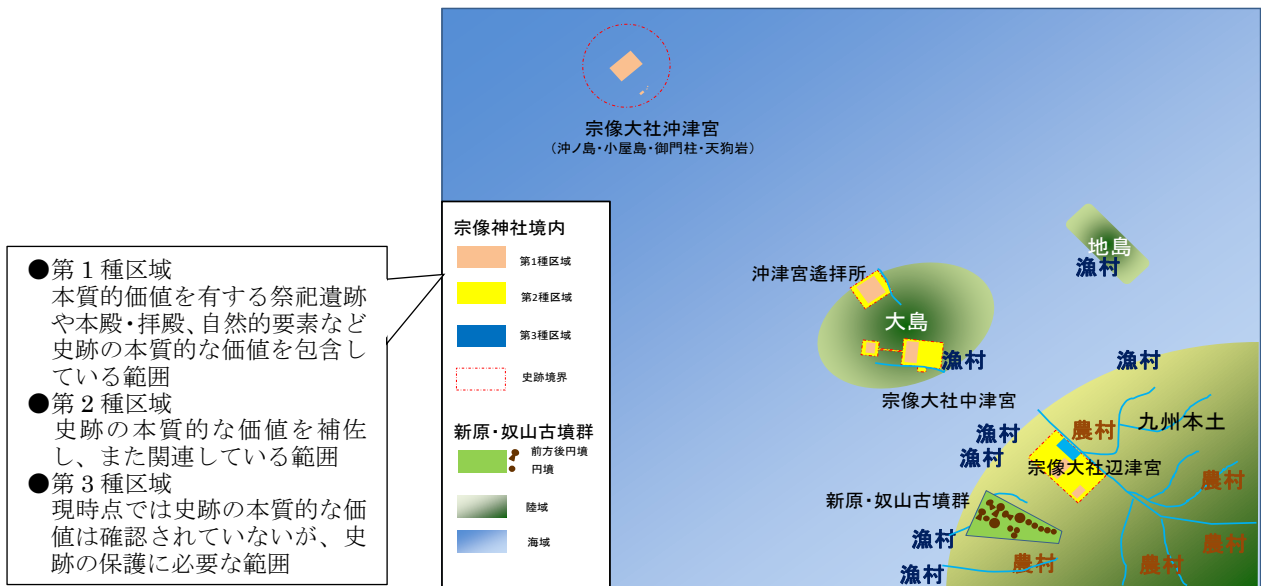 宗像大社沖津宮
(沖ノ島・小屋島・御門柱・天狗岩)
●第１種区域
本質的価値を有する祭祀遺跡
や本殿・拝殿、自然的要素など
史跡の本質的な価値を包含し
ている範囲
●第２種区域
史跡の本質的な価値を補佐
し、また関連している範囲
●第３種区域
現時点では史跡の本質的な価
値は確認されていないが、史
跡の保護に必要な範囲
宗像神社境内
第1種区域
第2種区域
第3種区域
史跡境界
新原・奴山古墳群
前方後円墳
円墳
陸域
海域
地島
漁村
沖津宮遙拝所
大島
漁村
宗像大社中津宮
漁村
九州本土
農村
漁村
漁村
宗像大社辺津宮
農村
新原・奴山古墳群
漁村
農村
農村
農村
漁村